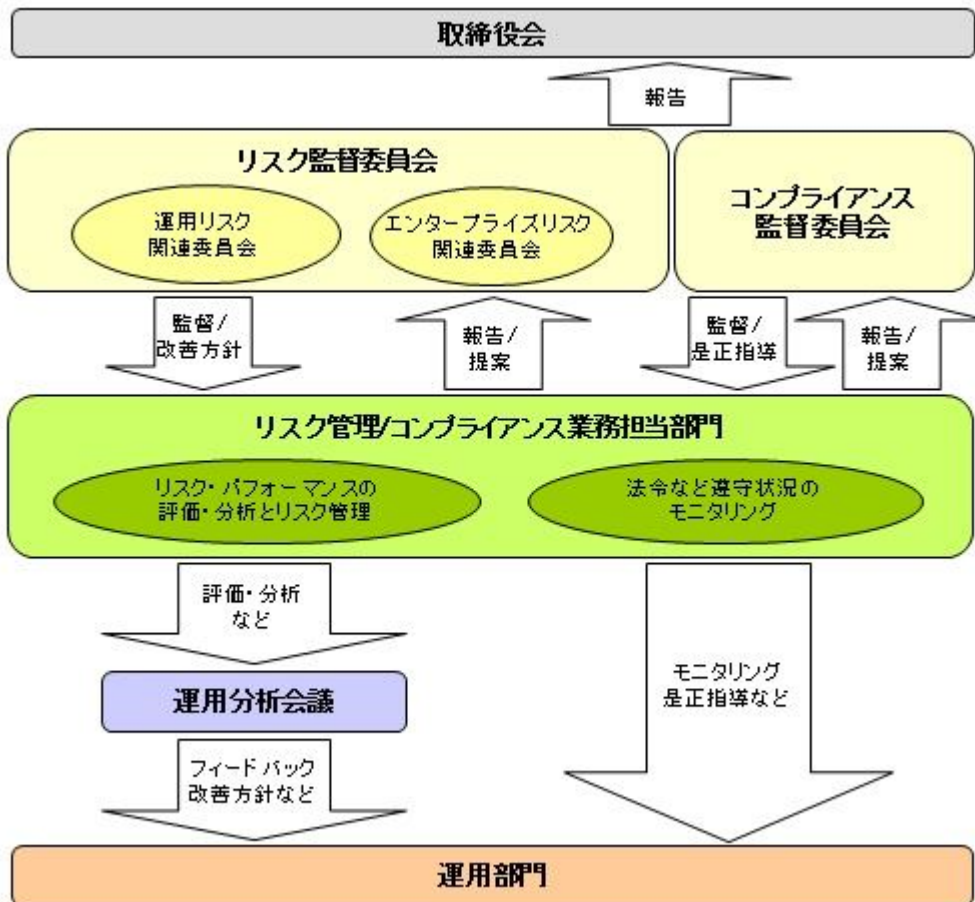 取締役会
報告
リスク監督委員会
運用リスク
関連委員会
エンタープライズリスク
関連委員会
コンプライアンス
監督委員会
監督/
改善方針
報告/
提案
監督/
是正指導
報告/
提案
リスク管理/コンプライアンス業務担当部門
リスク・パフォーマンスの
評価・分析とリスク管理
法令など遵守状況の
モニタリング
評価・分析
など
運用分析会議
フィードバック
改善方針など
モニタリング
是正指導など
運用部門